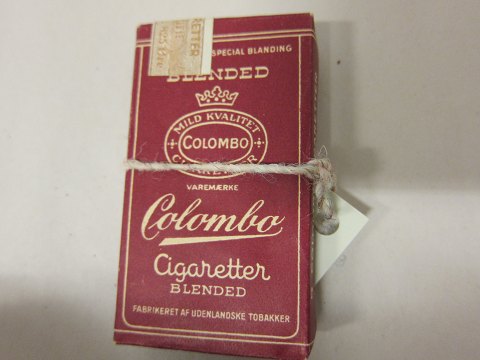 SPECIAL BLANDING
BLENDED
MILD KVALITET
COLOMBO
VAREMÆRKE
Colombo
Cigaretter
BLENDED
FABRIKERET AF UDENLANDSKE TOBAKKER